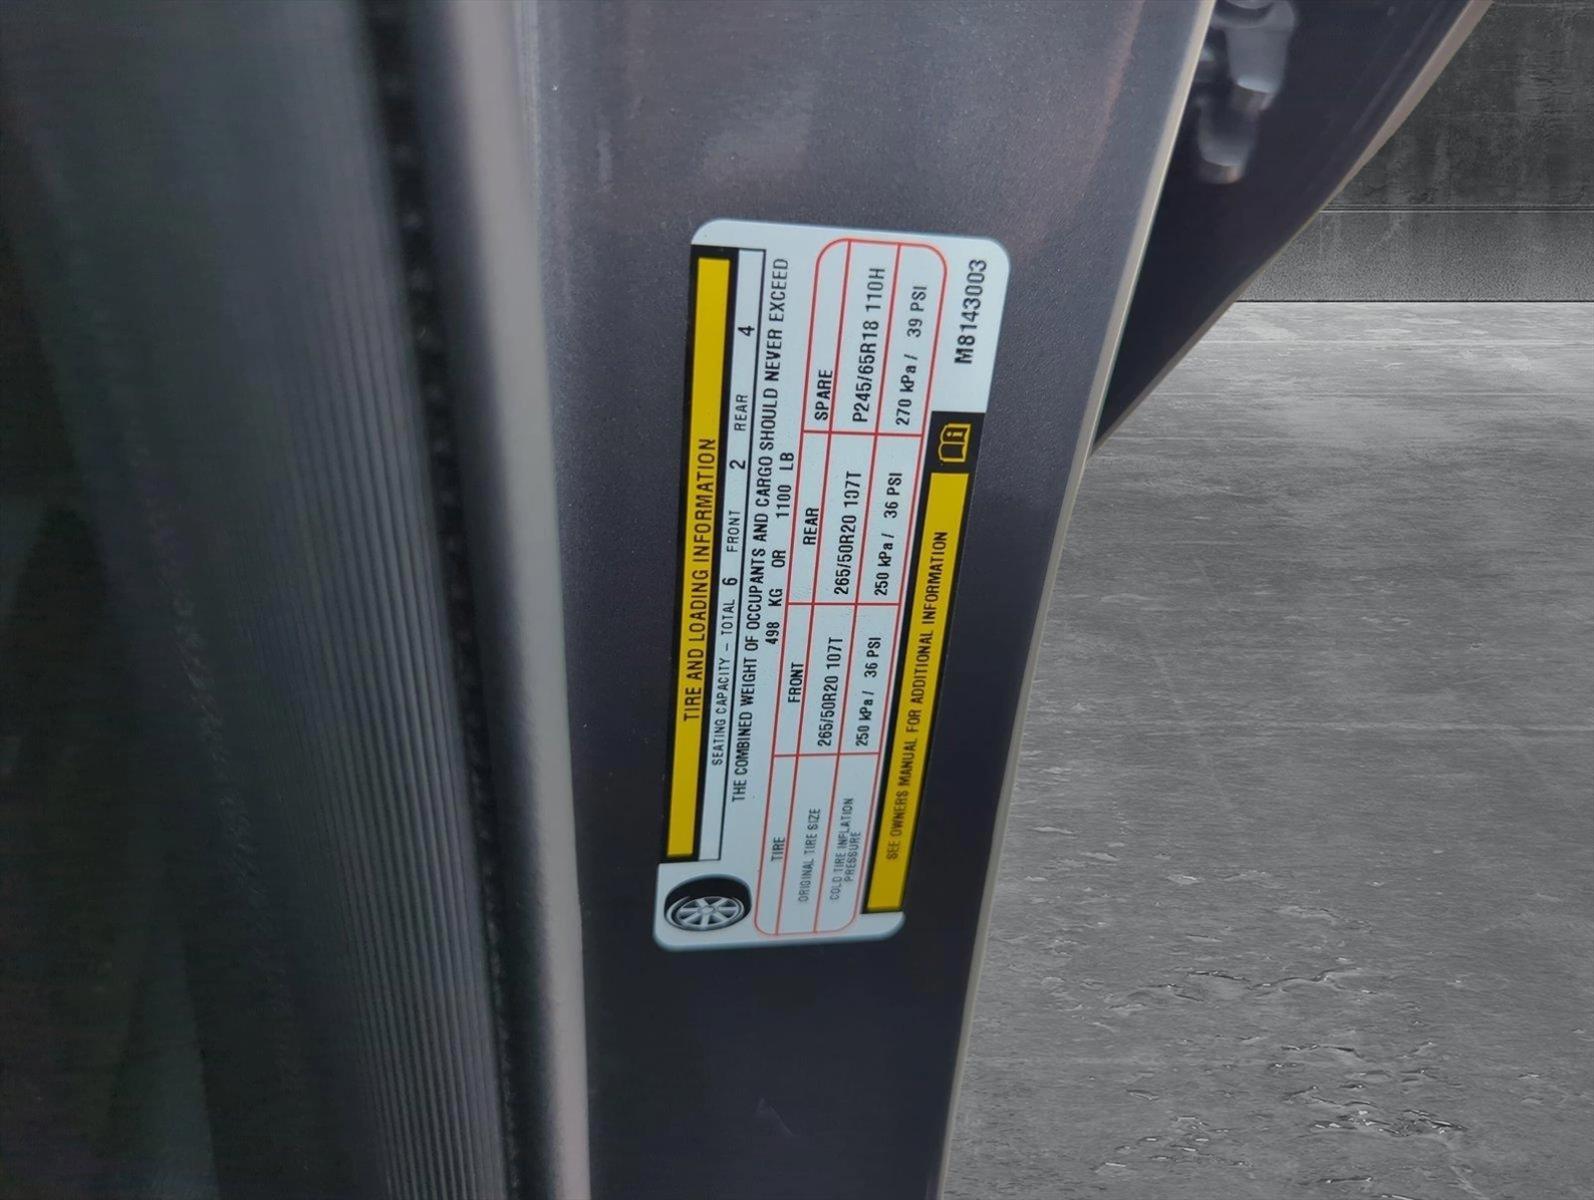 TIRE AND LOADING INFORMATION
SEATING CAPACITY – TOTAL 6 FRONT 2 REAR 4
THE COMBINED WEIGHT OF OCCUPANTS AND CARGO SHOULD NEVER EXCEED
498 KG OR 1100 LB
TIRE FRONT REAR SPARE
ORIGINAL TIRE SIZE 265/50R20 107T 265/50R20 107T P245/65R18 110H
COLD TIRE INFLATION PRESSURE 250 kPa / 36 PSI 250 kPa / 36 PSI 270 kPa / 39 PSI
SEE OWNERS MANUAL FOR ADDITIONAL INFORMATION
M8143003